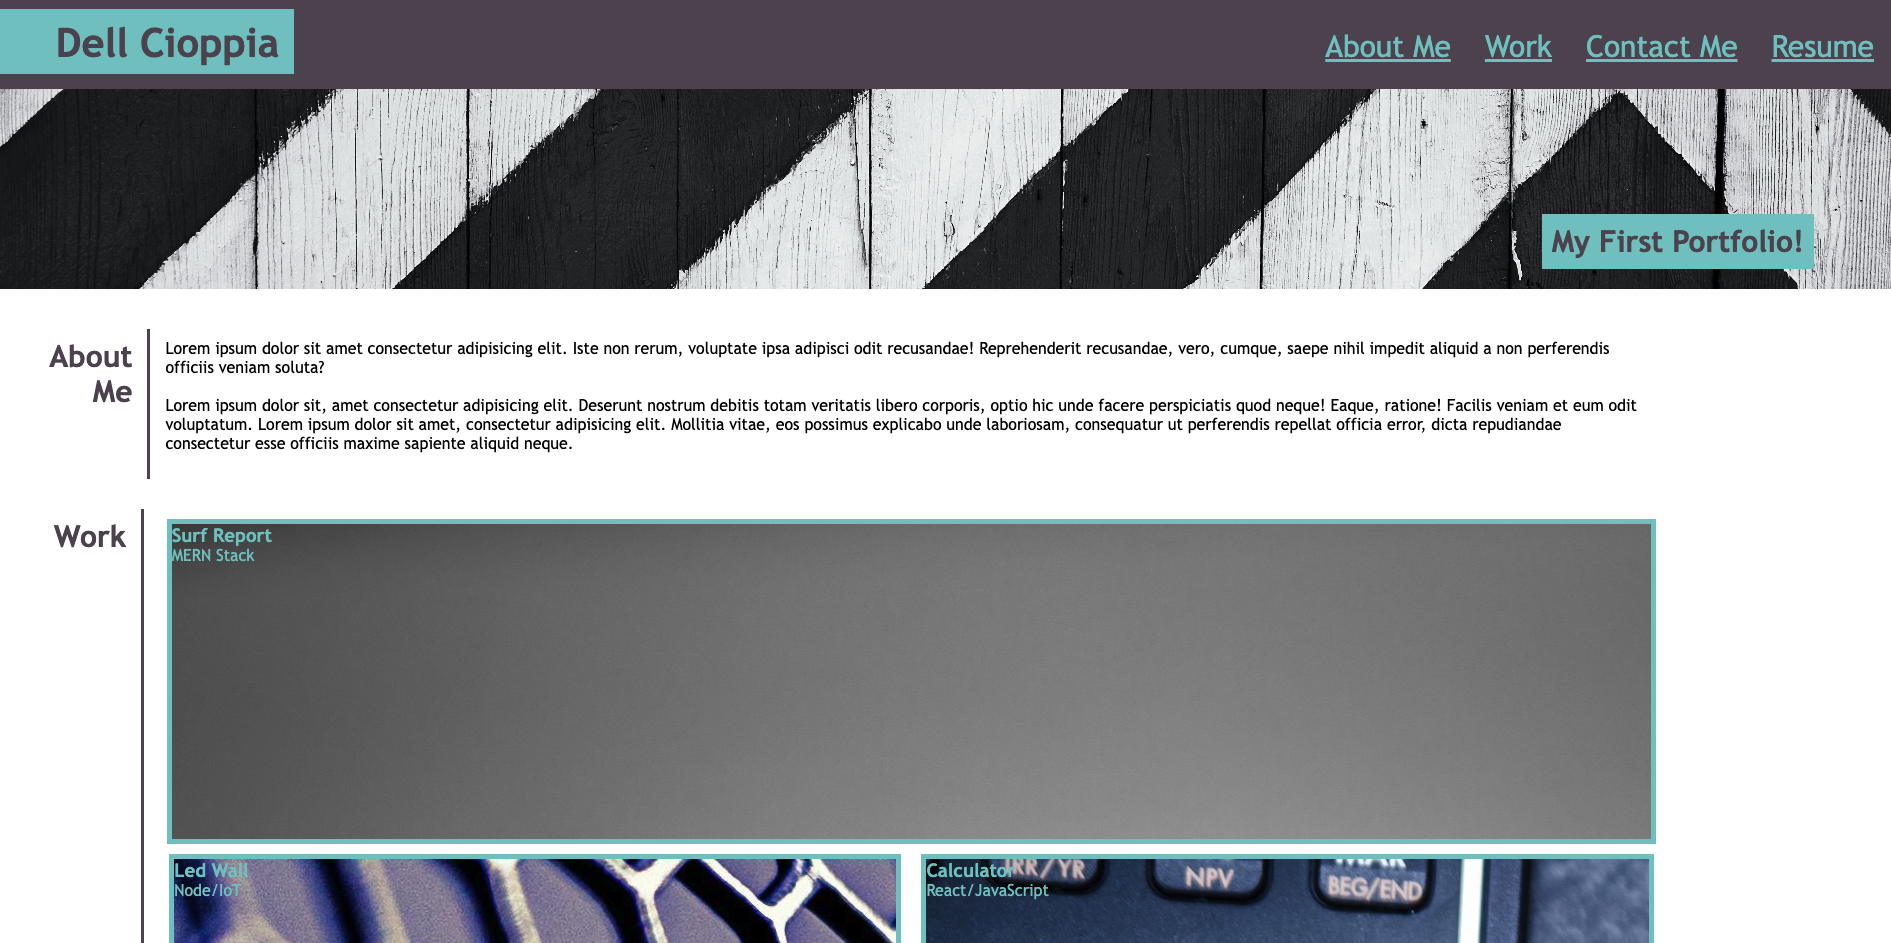 Dell Cioppia
About Me Work Contact Me Resume
My First Portfolio!
About
Me
Lorem ipsum dolor sit amet consectetur adipisicing elit. Iste non rerum, voluptate ipsa adipisci odit recusandae! Reprehenderit recusandae, vero, cumque, saepe nihil impedit aliquid a non perferendis
officiis veniam soluta?
Lorem ipsum dolor sit, amet consectetur adipisicing elit. Deserunt nostrum debitis totam veritatis libero corporis, optio hic unde facere perspiciatis quod neque! Eaque, ratione! Facilis veniam et eum odit
voluptatum. Lorem ipsum dolor sit amet, consectetur adipisicing elit. Mollitia vitae, eos possimus explicabo unde laboriosam, consequatur ut perferendis repellat officia error, dicta repudiandae
consectetur esse officiis maxime sapiente aliquid neque.
Work
Surf Report
MERN Stack
Led Wall
Node/IoT
Calculator
React/JavaScript
IRR/YR
NPV
BEG/END